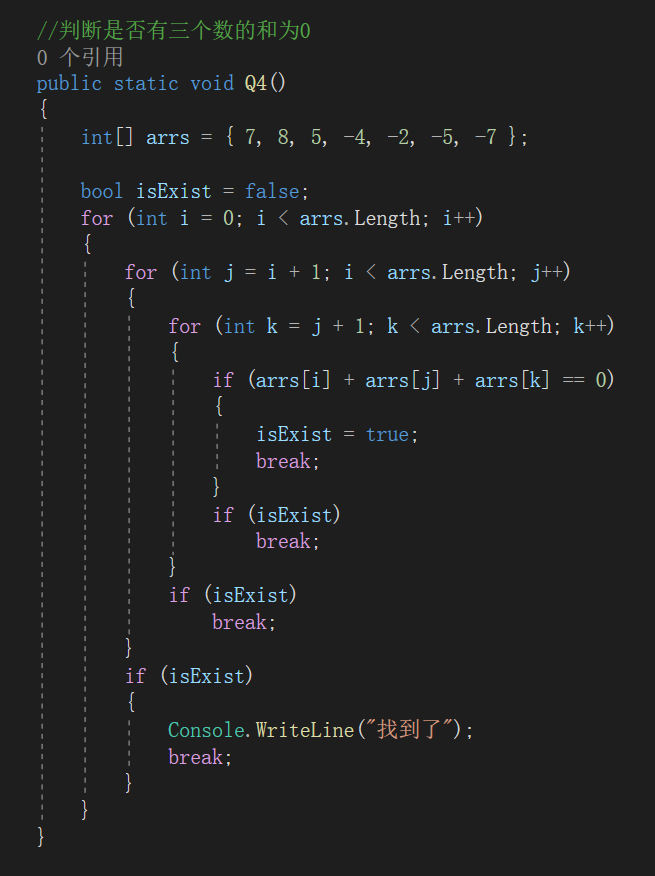 //判断是否有三个数的和为0
0 个引用
public static void Q4()
{
int[] arrs = { 7, 8, 5, -4, -2, -5, -7 };
bool isExist = false;
for (int i = 0; i < arrs.Length; i++)
{
for (int j = i + 1; i < arrs.Length; j++)
{
for (int k = j + 1; k < arrs.Length; k++)
{
if (arrs[i] + arrs[j] + arrs[k] == 0)
{
isExist = true;
break;
}
if (isExist)
break;
}
if (isExist)
break;
}
if (isExist)
{
Console.WriteLine("找到了");
break;
}
}
}